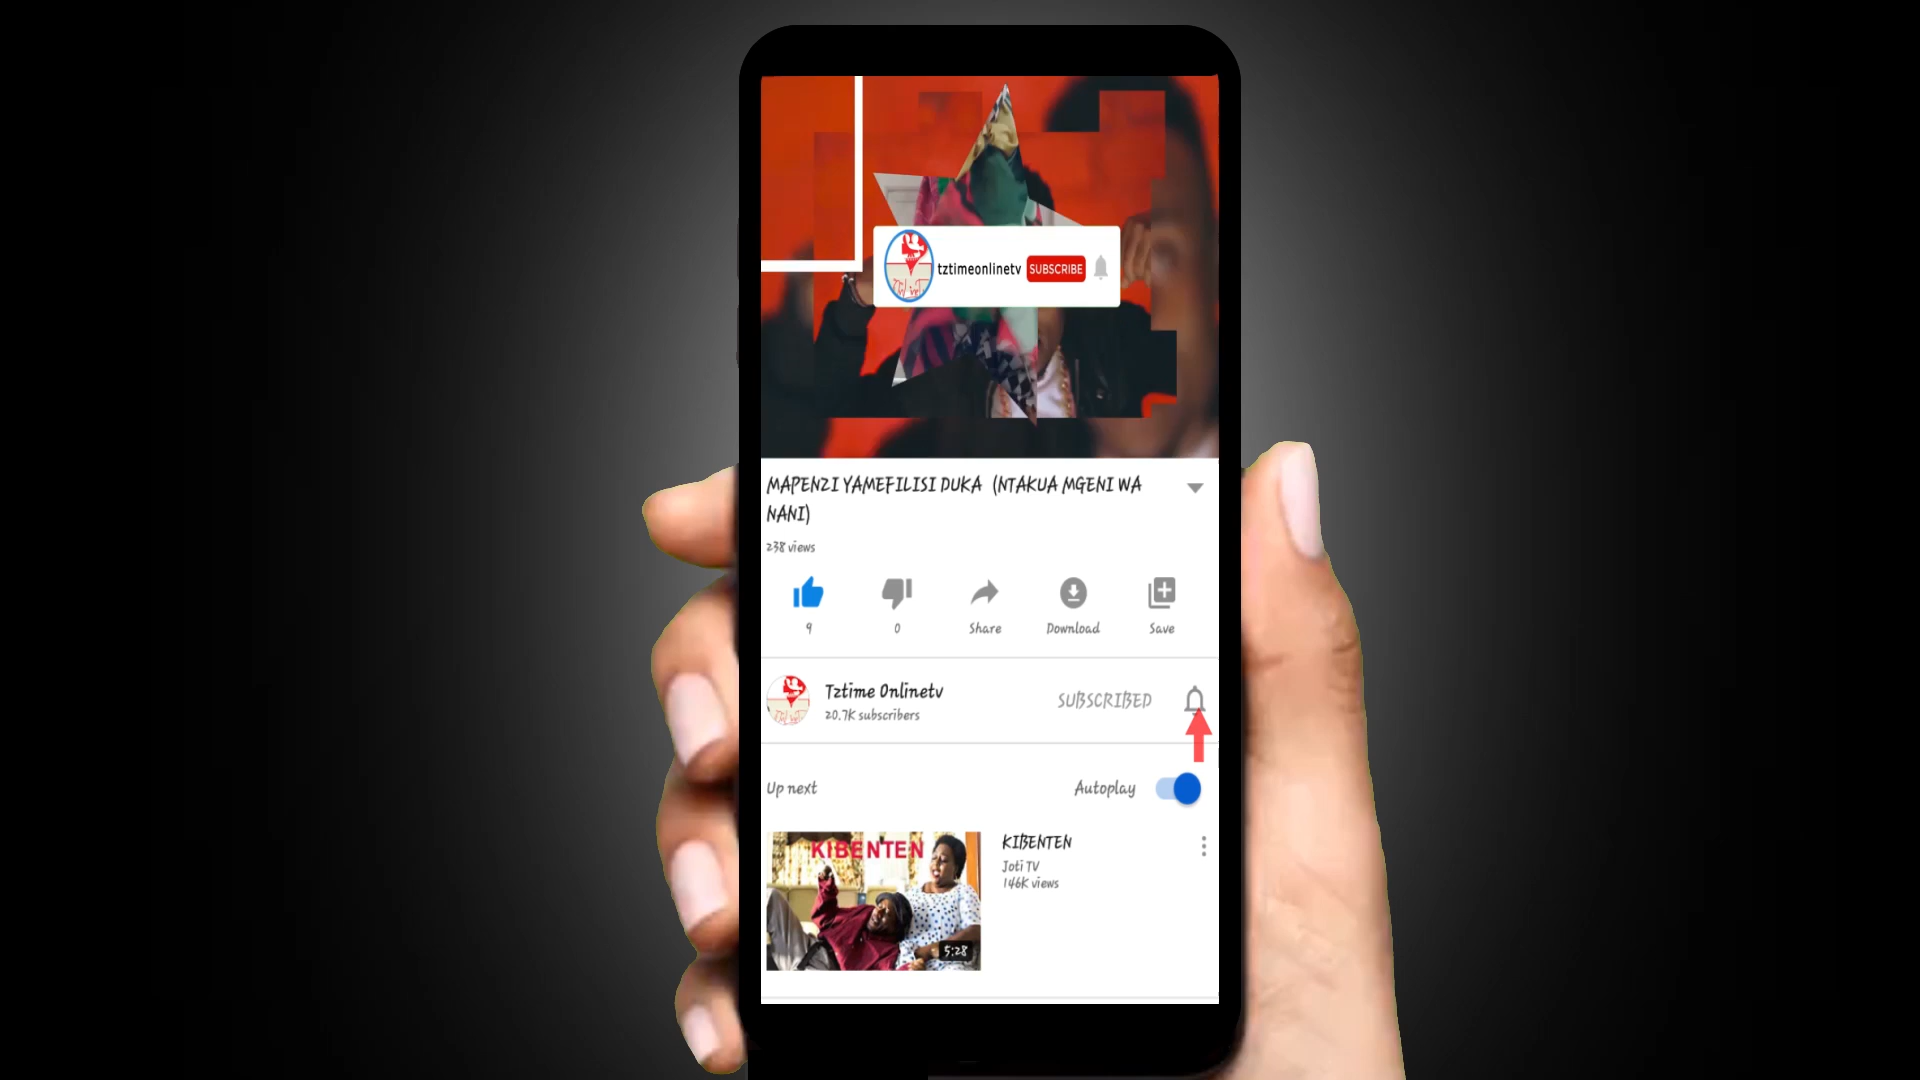 tztimeonlinetv SUBSCRIBE
MAPENZI YAMEFILISI DUKA (NTAKUA MGENI WA
NANI)
238 views
9 0 Share Download Save
Tztime Onlinetv
20.7K subscribers
SUBSCRIBED
Up next Autoplay
KIBENTEN
5:28
KIBENTEN
Joti TV
146K views